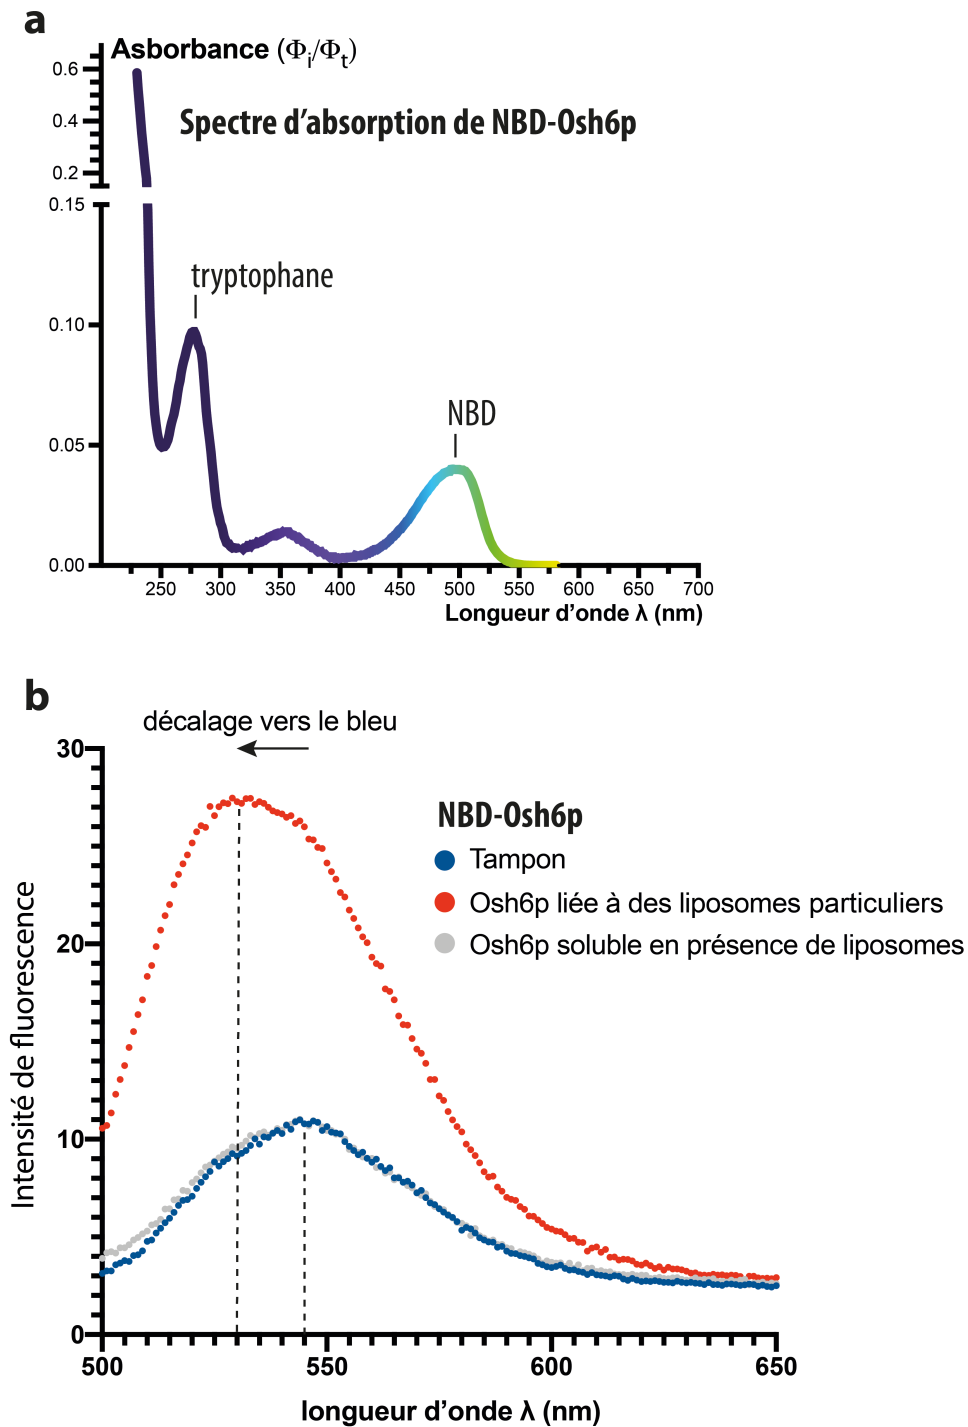 a
Asborbance (Φi/Φt)
Spectre d'absorption de NBD-Osh6p
0.6
0.4
0.2
0.15
tryptophane
0.10
NBD
0.05
0.00
250 300 350 400 450 500 550 600 650 700
Longueur d'onde λ (nm)
b
décalage vers le bleu
30
NBD-Osh6p
Tampon
Osh6p liée à des liposomes particuliers
Osh6p soluble en présence de liposomes
20
Intensité de fluorescence
10
0
500 550 600 650
longueur d'onde λ (nm)